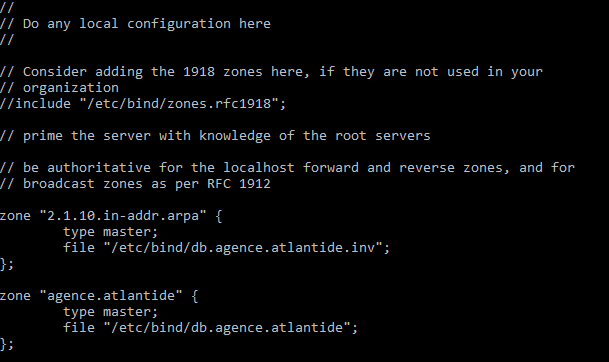 //
// Do any local configuration here
//
// Consider adding the 1918 zones here, if they are not used in your
// organization
//include "/etc/bind/zones.rfc1918";
// prime the server with knowledge of the root servers
// be authoritative for the localhost forward and reverse zones, and for
// broadcast zones as per RFC 1912
zone "2.1.10.in-addr.arpa" {
        type master;
        file "/etc/bind/db.agence.atlantide.inv";
};
zone "agence.atlantide" {
        type master;
        file "/etc/bind/db.agence.atlantide";
};